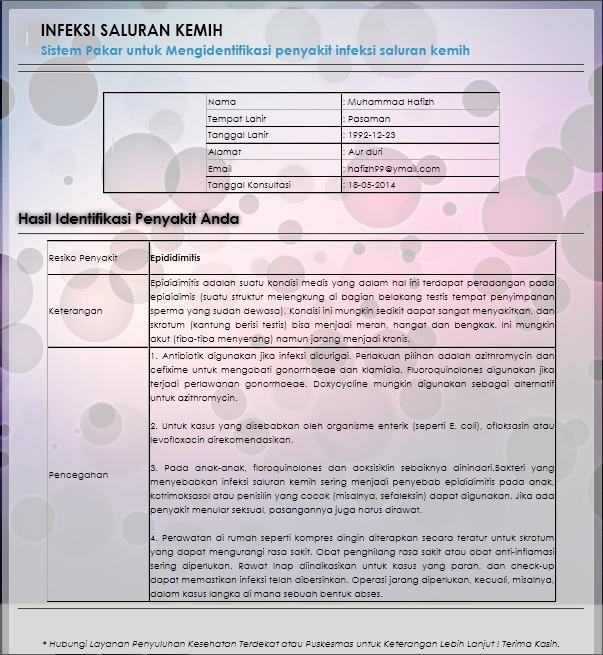 INFEKSI SALURAN KEMIH
Sistem Pakar untuk Mengidentifikasi penyakit infeksi saluran kemih
Nama : Muhammad Hafizh
Tempat Lahir : Pasaman
Tanggal Lahir : 1992-12-23
Alamat : Aur duri
Email : hafizh99@ymail.com
Tanggal Konsultasi : 18-05-2014
Hasil Identifikasi Penyakit Anda
Resiko Penyakit Epididimitis
Keterangan
Epididimitis adalah suatu kondisi medis yang dalam hal ini terdapat peradangan pada
epididimis (suatu struktur melengkung di bagian belakang testis tempat penyimpanan
sperma yang sudan dewasa). Kondisi ini mungkin sedikit dapat sangat menyakitkan, dan
skrotum (kantung berisi testis) bisa menjadi merah, hangat dan bengkak. Ini mungkin
akut (tiba-tiba menyerang) namun jarang menjadi kronis.
Pencegahan
1. Antibiotik digunakan jika infeksi dicurigai. Perlakuan pilihan adalah azithromycin dan
cefixime untuk mengobati gonorrhoeae dan klamidia. Fluoroquinolones digunakan jika
terjadi perlawanan gonorrhoeae. Doxycycline mungkin digunakan sebagai alternatif
untuk azithromycin.
2. Untuk kasus yang disebabkan oleh organisme enterik (seperti E. coli), ofloksasin atau
levofloxacin direkomendasikan.
3. Pada anak-anak, floroquinolones dan doksisiklin sebaiknya dihindari.Bakteri yang
menyebabkan infeksi saluran kemih sering menjadi penyebab epididimitis pada anak,
kotrimoksasol atau penisilin yang cocok (misalnya, sefaleksin) dapat digunakan. Jika ada
penyakit menular seksual, pasangannya juga harus dirawat.
4. Perawatan di rumah seperti kompres dingin diterapkan secara teratur untuk skrotum
yang dapat mengurangi rasa sakit. Obat penghilang rasa sakit atau obat anti-inflamasi
sering diperlukan. Rawat Inap diindikasikan untuk kasus yang parah, dan check-up
dapat memastikan infeksi telah dibersihkan. Operasi jarang diperlukan, kecuali, misalnya,
dalam kasus langka di mana sebuah bentuk abses.
* Hubungi Layanan Penyuluhan Kesehatan Terdekat atau Puskesmas untuk Keterangan Lebih Lanjut ! Terima Kasih.